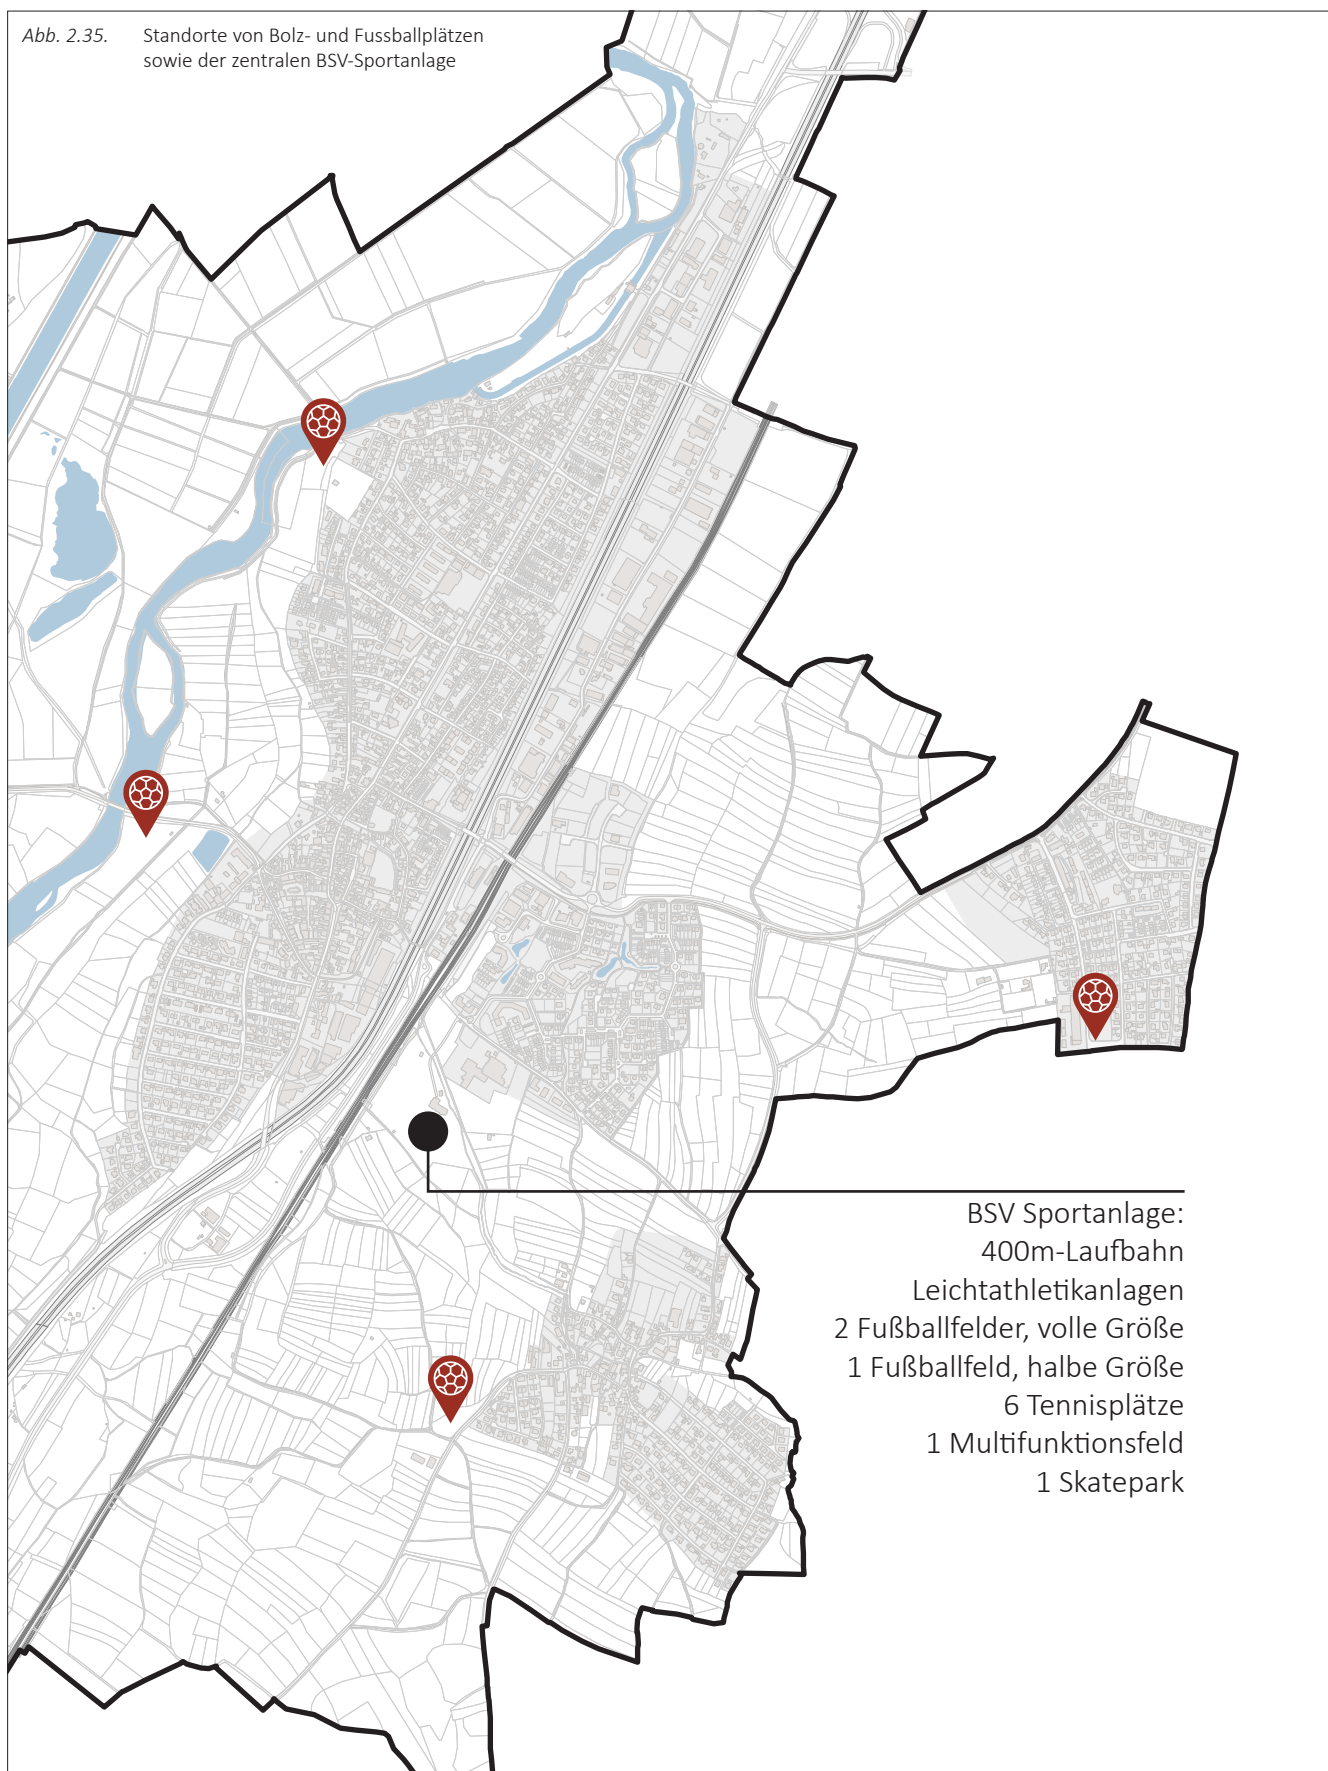 Abb. 2.35. Standorte von Bolz- und Fussballplätzen
sowie der zentralen BSV-Sportanlage
BSV Sportanlage:
400m-Laufbahn
Leichtathletikanlagen
2 Fußballfelder, volle Größe
1 Fußballfeld, halbe Größe
6 Tennisplätze
1 Multifunktionsfeld
1 Skatepark